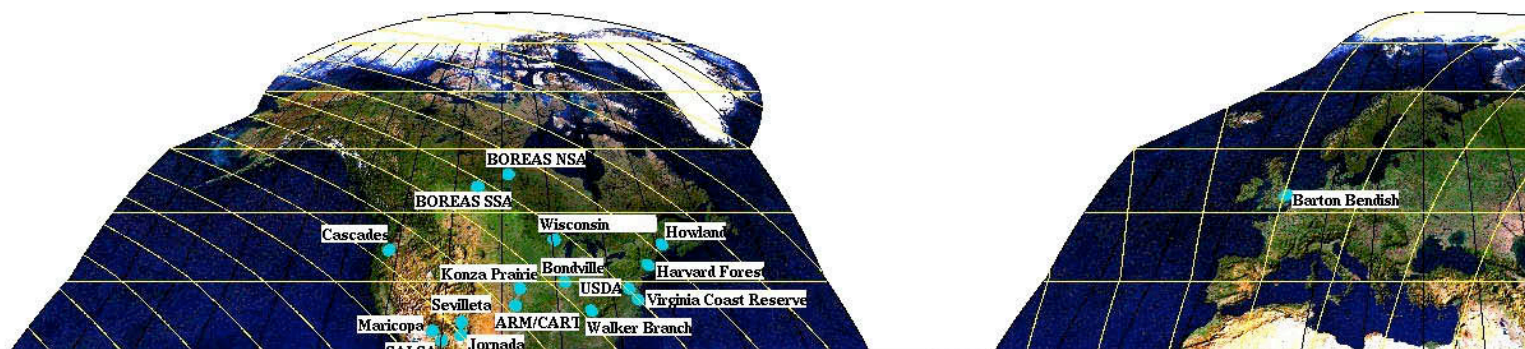 BOREAS NSA
BOREAS SSA
Barton Bendish
Wisconsin
Cascades
Howland
Bondville
Harvard Forest
Konza Prairie
USDA
Virginia Coast Reserve
Sevilleta
ARM/CART
Maricopa
Walker Branch
Jornada
SALSA